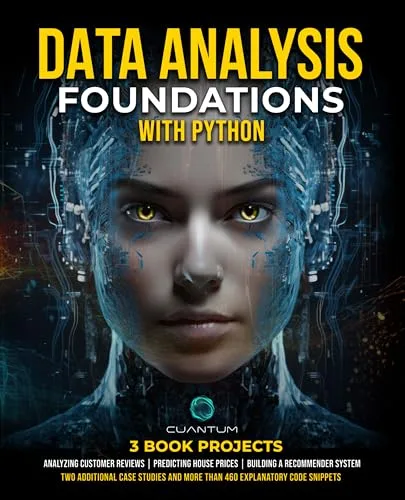 DATA ANALYSIS
FOUNDATIONS
WITH PYTHON
CUANTUM
3 BOOK PROJECTS
ANALYZING CUSTOMER REVIEWS | PREDICTING HOUSE PRICES | BUILDING A RECOMMENDER SYSTEM
TWO ADDITIONAL CASE STUDIES AND MORE THAN 460 EXPLANATORY CODE SNIPPETS